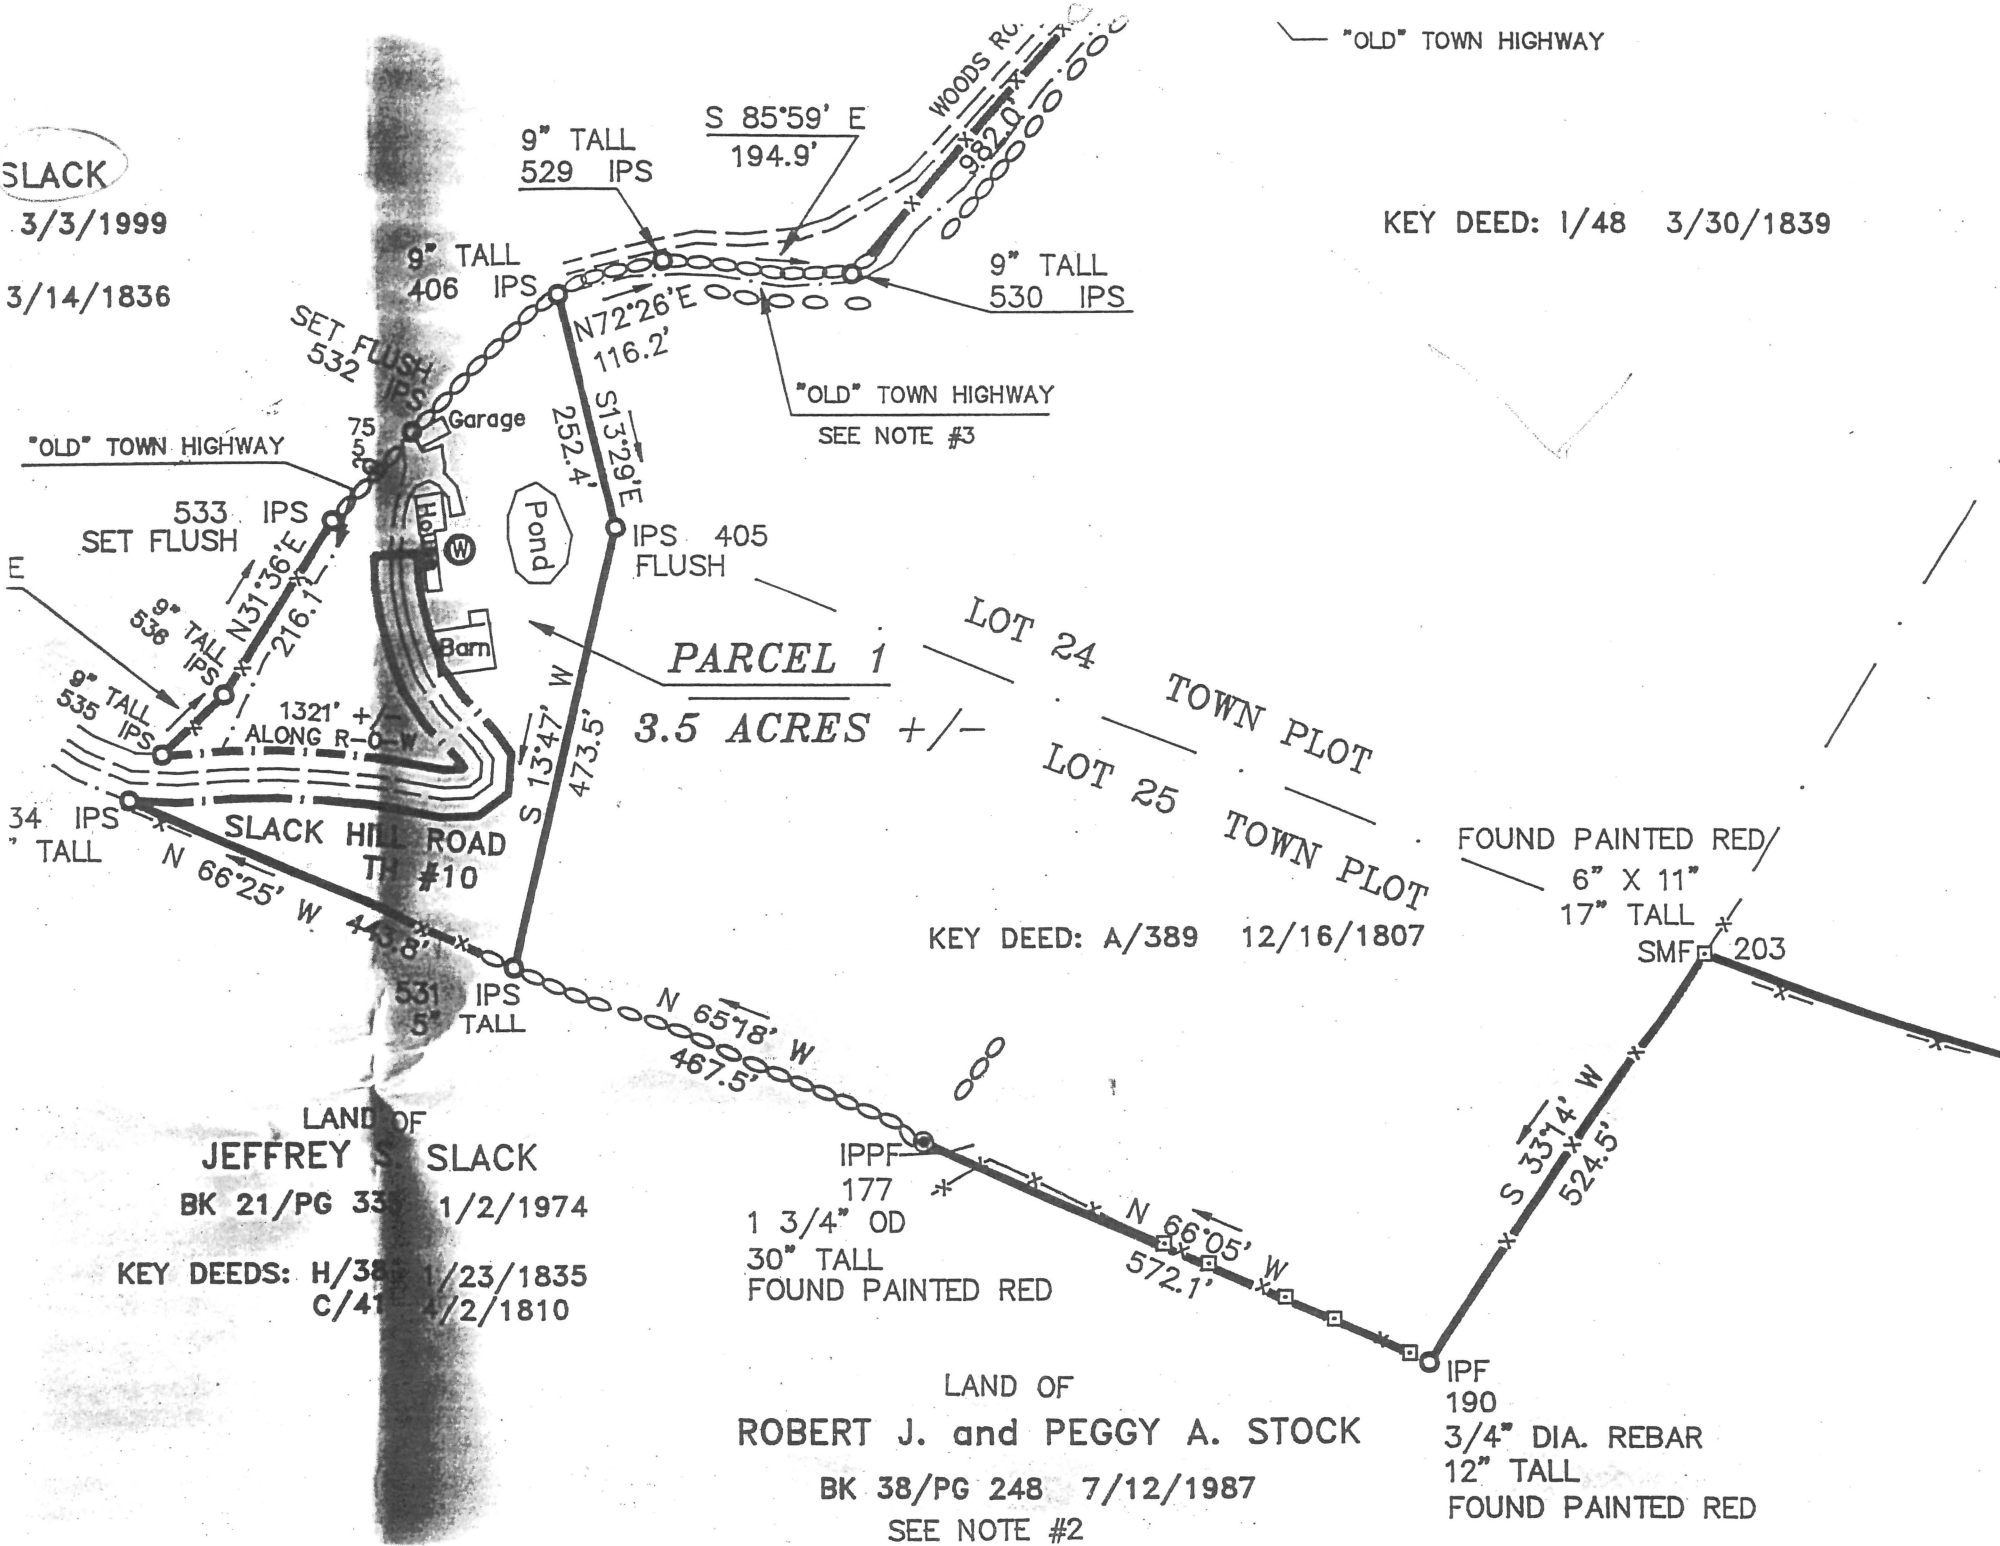 "OLD" TOWN HIGHWAY
WOODS
982.0'
S 85°59' E
194.9'
9" TALL
529 IPS
SLACK
3/3/1999
3/14/1836
KEY DEED: I/48 3/30/1839
9" TALL
406 IPS
9" TALL
530 IPS
N72°26'E
116.2'
SET FLUSH
532 IPS
"OLD" TOWN HIGHWAY
SEE NOTE #3
Garage
S13°29'E
252.4'
75
5
"OLD" TOWN HIGHWAY
533 IPS
SET FLUSH
Pond
W
IPS 405
FLUSH
E
N31°36'E
216.1'
9" TALL
536 IPS
Barn
9" TALL
535 IPS
1321' +/-
ALONG R-O-W
PARCEL 1
3.5 ACRES +/-
LOT 24 TOWN PLOT
LOT 25 TOWN PLOT
S 13°47' W
473.5'
34 IPS
" TALL
SLACK HILL ROAD
TH #10
N 66°25' W 443.8'
FOUND PAINTED RED
6" X 11"
17" TALL
SMF 203
KEY DEED: A/389 12/16/1807
531 IPS
5" TALL
N 65°18' W
467.5'
S 33°14' W
524.5'
LAND OF
JEFFREY S. SLACK
BK 21/PG 33 1/2/1974
KEY DEEDS: H/38 1/23/1835
C/41 4/2/1810
IPPF
177
1 3/4" OD
30" TALL
FOUND PAINTED RED
N 66°05' W
572.1'
LAND OF
ROBERT J. and PEGGY A. STOCK
BK 38/PG 248 7/12/1987
SEE NOTE #2
IPF
190
3/4" DIA. REBAR
12" TALL
FOUND PAINTED RED